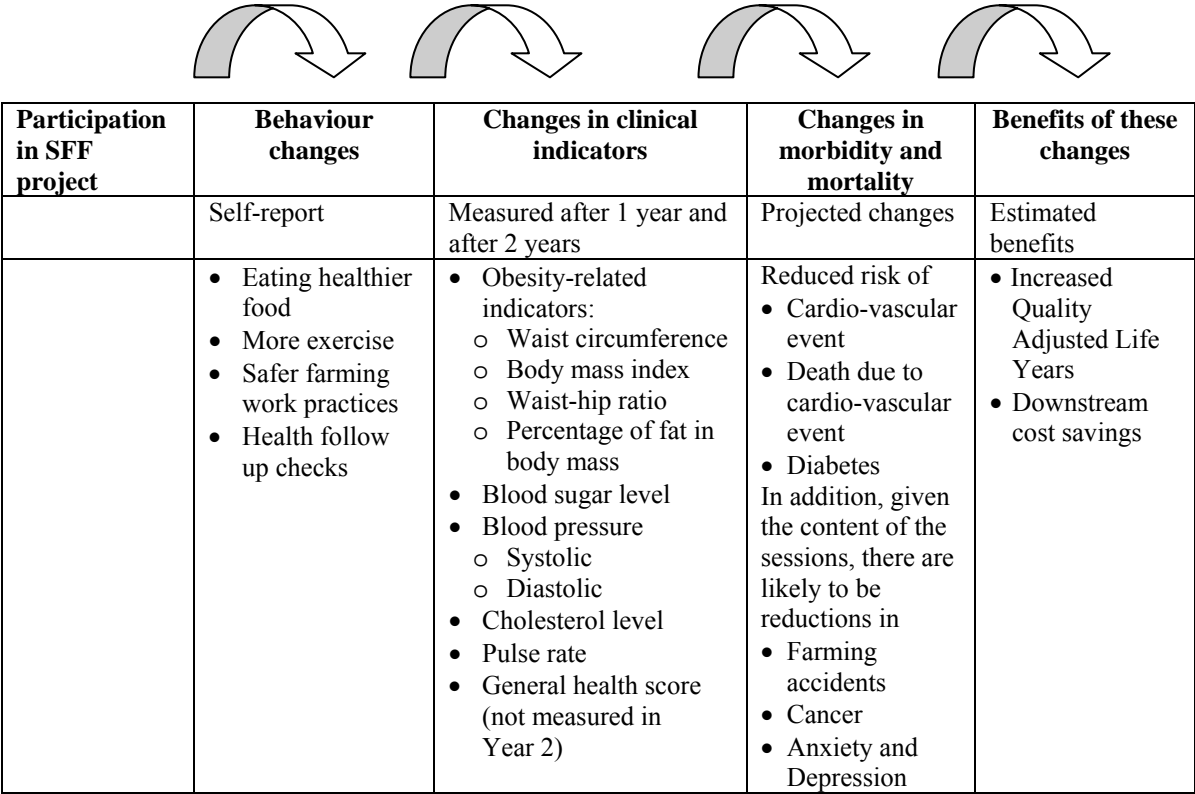 Participation
in SFF
project
Behaviour
changes
Changes in clinical
indicators
Changes in
morbidity and
mortality
Benefits of these
changes
Self-report
Measured after 1 year and
after 2 years
Projected changes
Estimated
benefits
• Eating healthier
food
• More exercise
• Safer farming
work practices
• Health follow
up checks
• Obesity-related
indicators:
o Waist circumference
o Body mass index
o Waist-hip ratio
o Percentage of fat in
body mass
• Blood sugar level
• Blood pressure
o Systolic
o Diastolic
• Cholesterol level
• Pulse rate
• General health score
(not measured in
Year 2)
Reduced risk of
• Cardio-vascular
event
• Death due to
cardio-vascular
event
• Diabetes
In addition, given
the content of the
sessions, there are
likely to be
reductions in
• Farming
accidents
• Cancer
• Anxiety and
Depression
• Increased
Quality
Adjusted Life
Years
• Downstream
cost savings